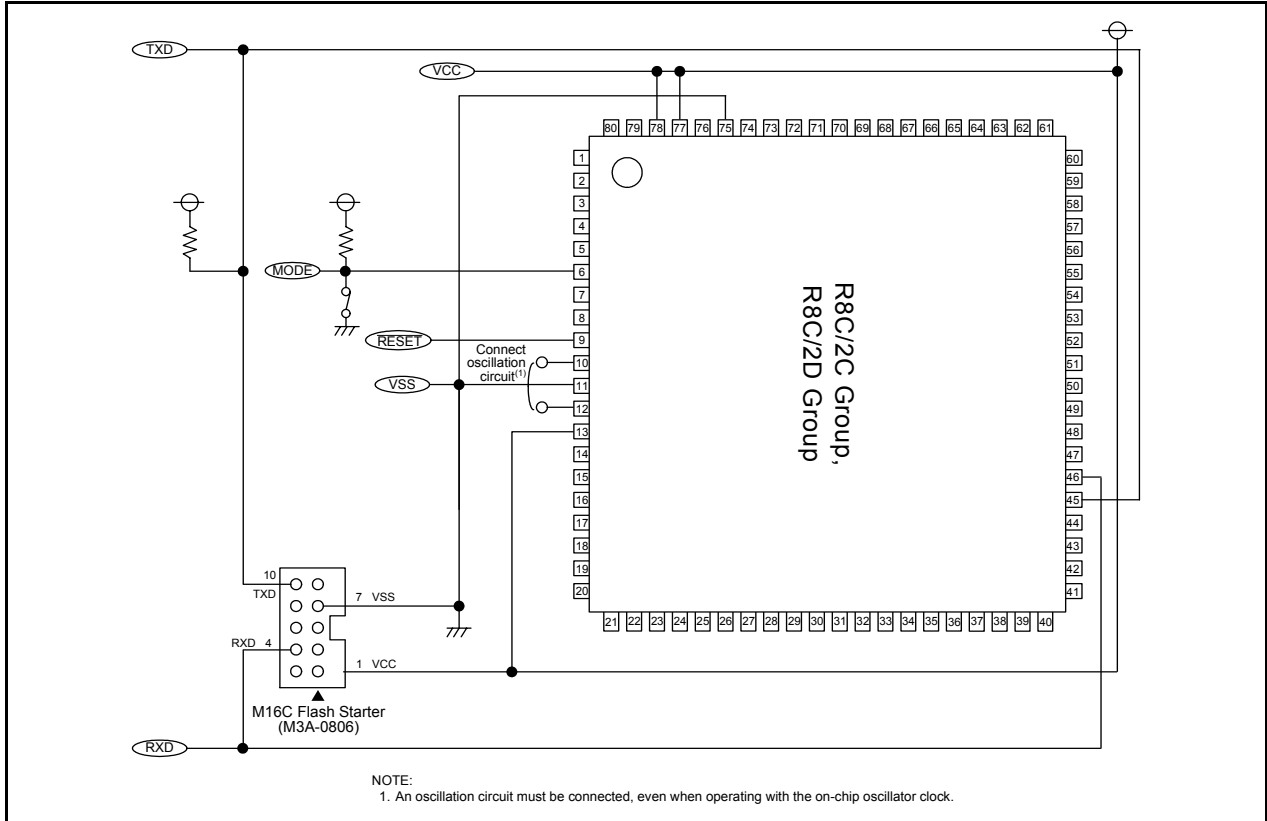 TXD
VCC
80 79 78 77 76 75 74 73 72 71 70 69 68 67 66 65 64 63 62 61
1
2
3
4
5
6
7
8
9
10
11
12
13
14
15
16
17
18
19
20
60
59
58
57
56
55
54
53
52
51
50
49
48
47
46
45
44
43
42
41
MODE
RESET
Connect
oscillation
circuit(1)
VSS
R8C/2C Group,
R8C/2D Group
21 22 23 24 25 26 27 28 29 30 31 32 33 34 35 36 37 38 39 40
10
TXD
7 VSS
RXD 4
1 VCC
M16C Flash Starter
(M3A-0806)
RXD
NOTE:
1. An oscillation circuit must be connected, even when operating with the on-chip oscillator clock.